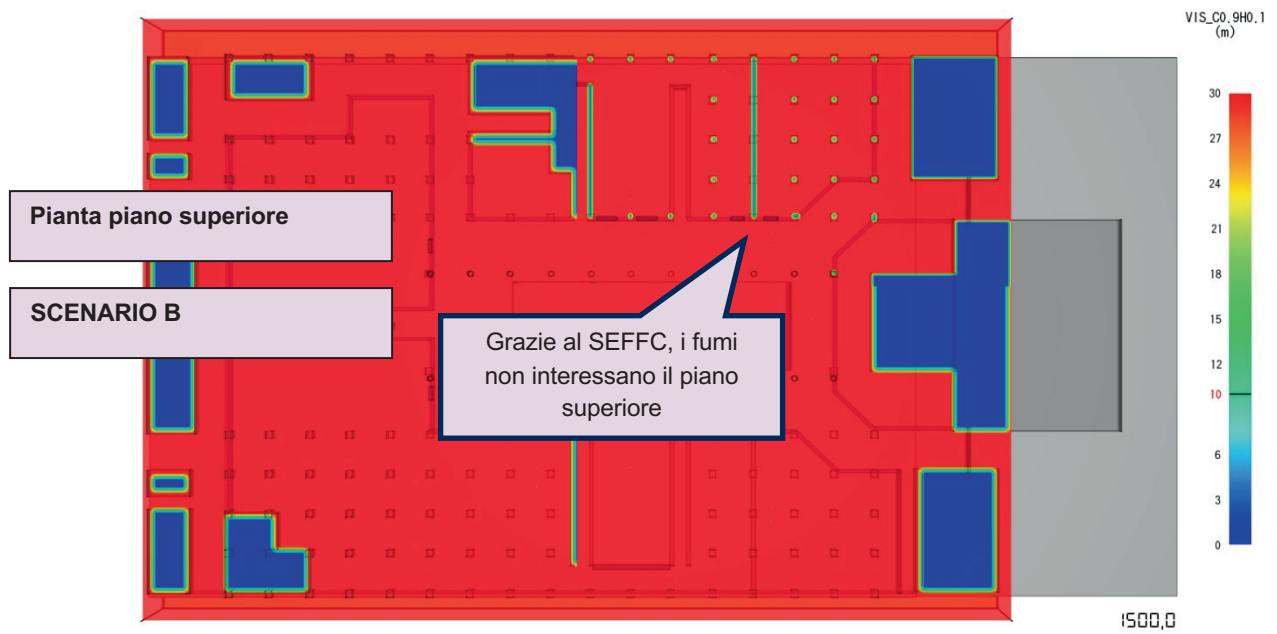 VIS_C0.9H0.1
(m)
30
27
24
21
18
15
12
10
6
3
0
Pianta piano superiore
SCENARIO B
Grazie al SEFFC, i fumi
non interessano il piano
superiore
1500,0